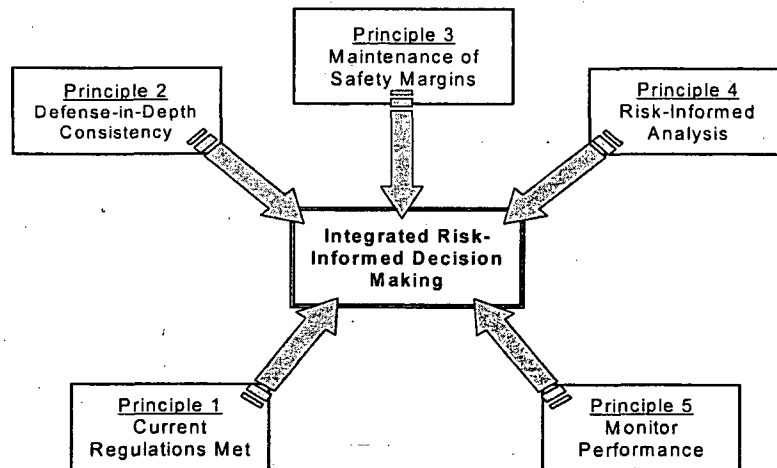 Principle 3
Maintenance of
Safety Margins
Principle 2
Defense-in-Depth
Consistency
Principle 4
Risk-Informed
Analysis
Integrated Risk-
Informed Decision
Making
Principle 1
Current
Regulations Met
Principle 5
Monitor
Performance